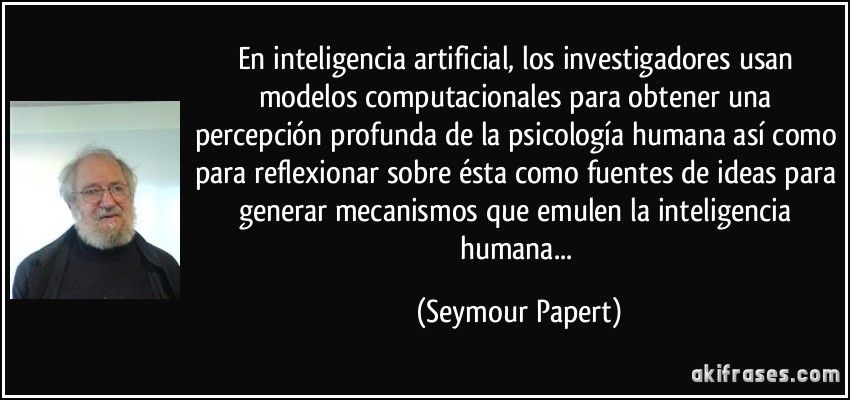 En inteligencia artificial, los investigadores usan
modelos computacionales para obtener una
percepción profunda de la psicología humana así como
para reflexionar sobre ésta como fuentes de ideas para
generar mecanismos que emulen la inteligencia
humana...
(Seymour Papert)
akifrases.com